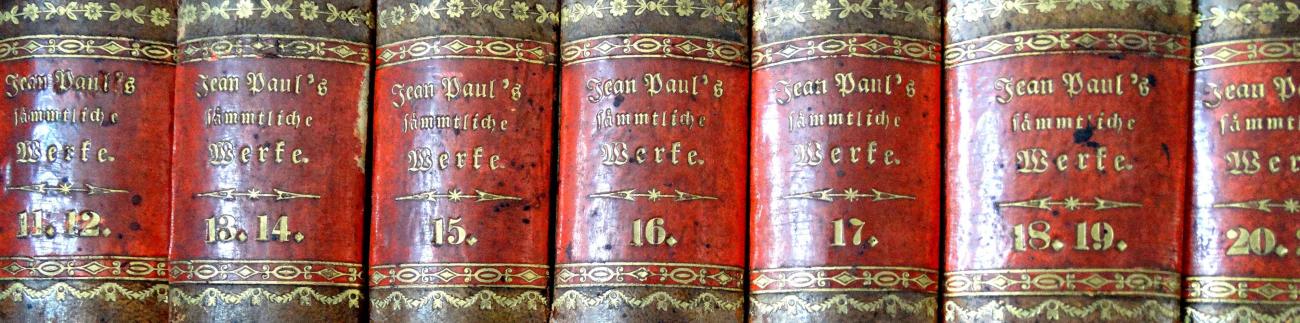 Jean Paul's
sämmtliche
Werke.
11. 12.
Jean Paul's
sämmtliche
Werke.
13. 14.
Jean Paul's
sämmtliche
Werke.
15.
Jean Paul's
sämmtliche
Werke.
16.
Jean Paul's
sämmtliche
Werke.
17.
Jean Paul's
sämmtliche
Werke.
18. 19.
Jean
20.